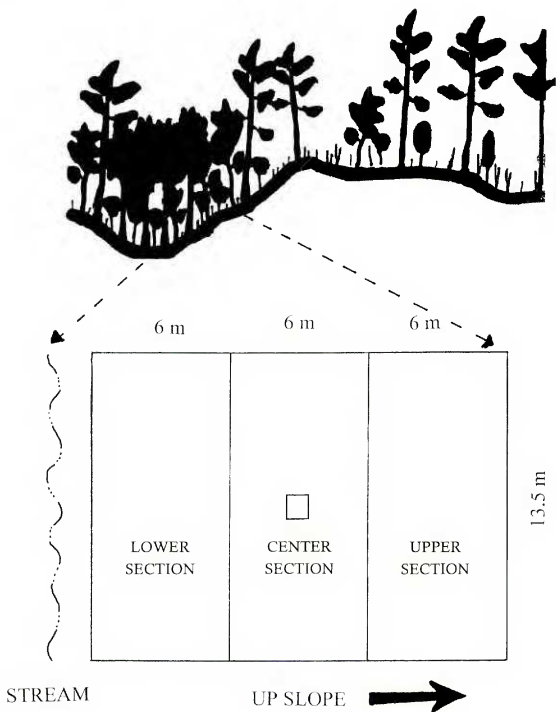 6 m
6 m
6 m
13.5 m
LOWER
SECTION
CENTER
SECTION
UPPER
SECTION
STREAM
UP SLOPE